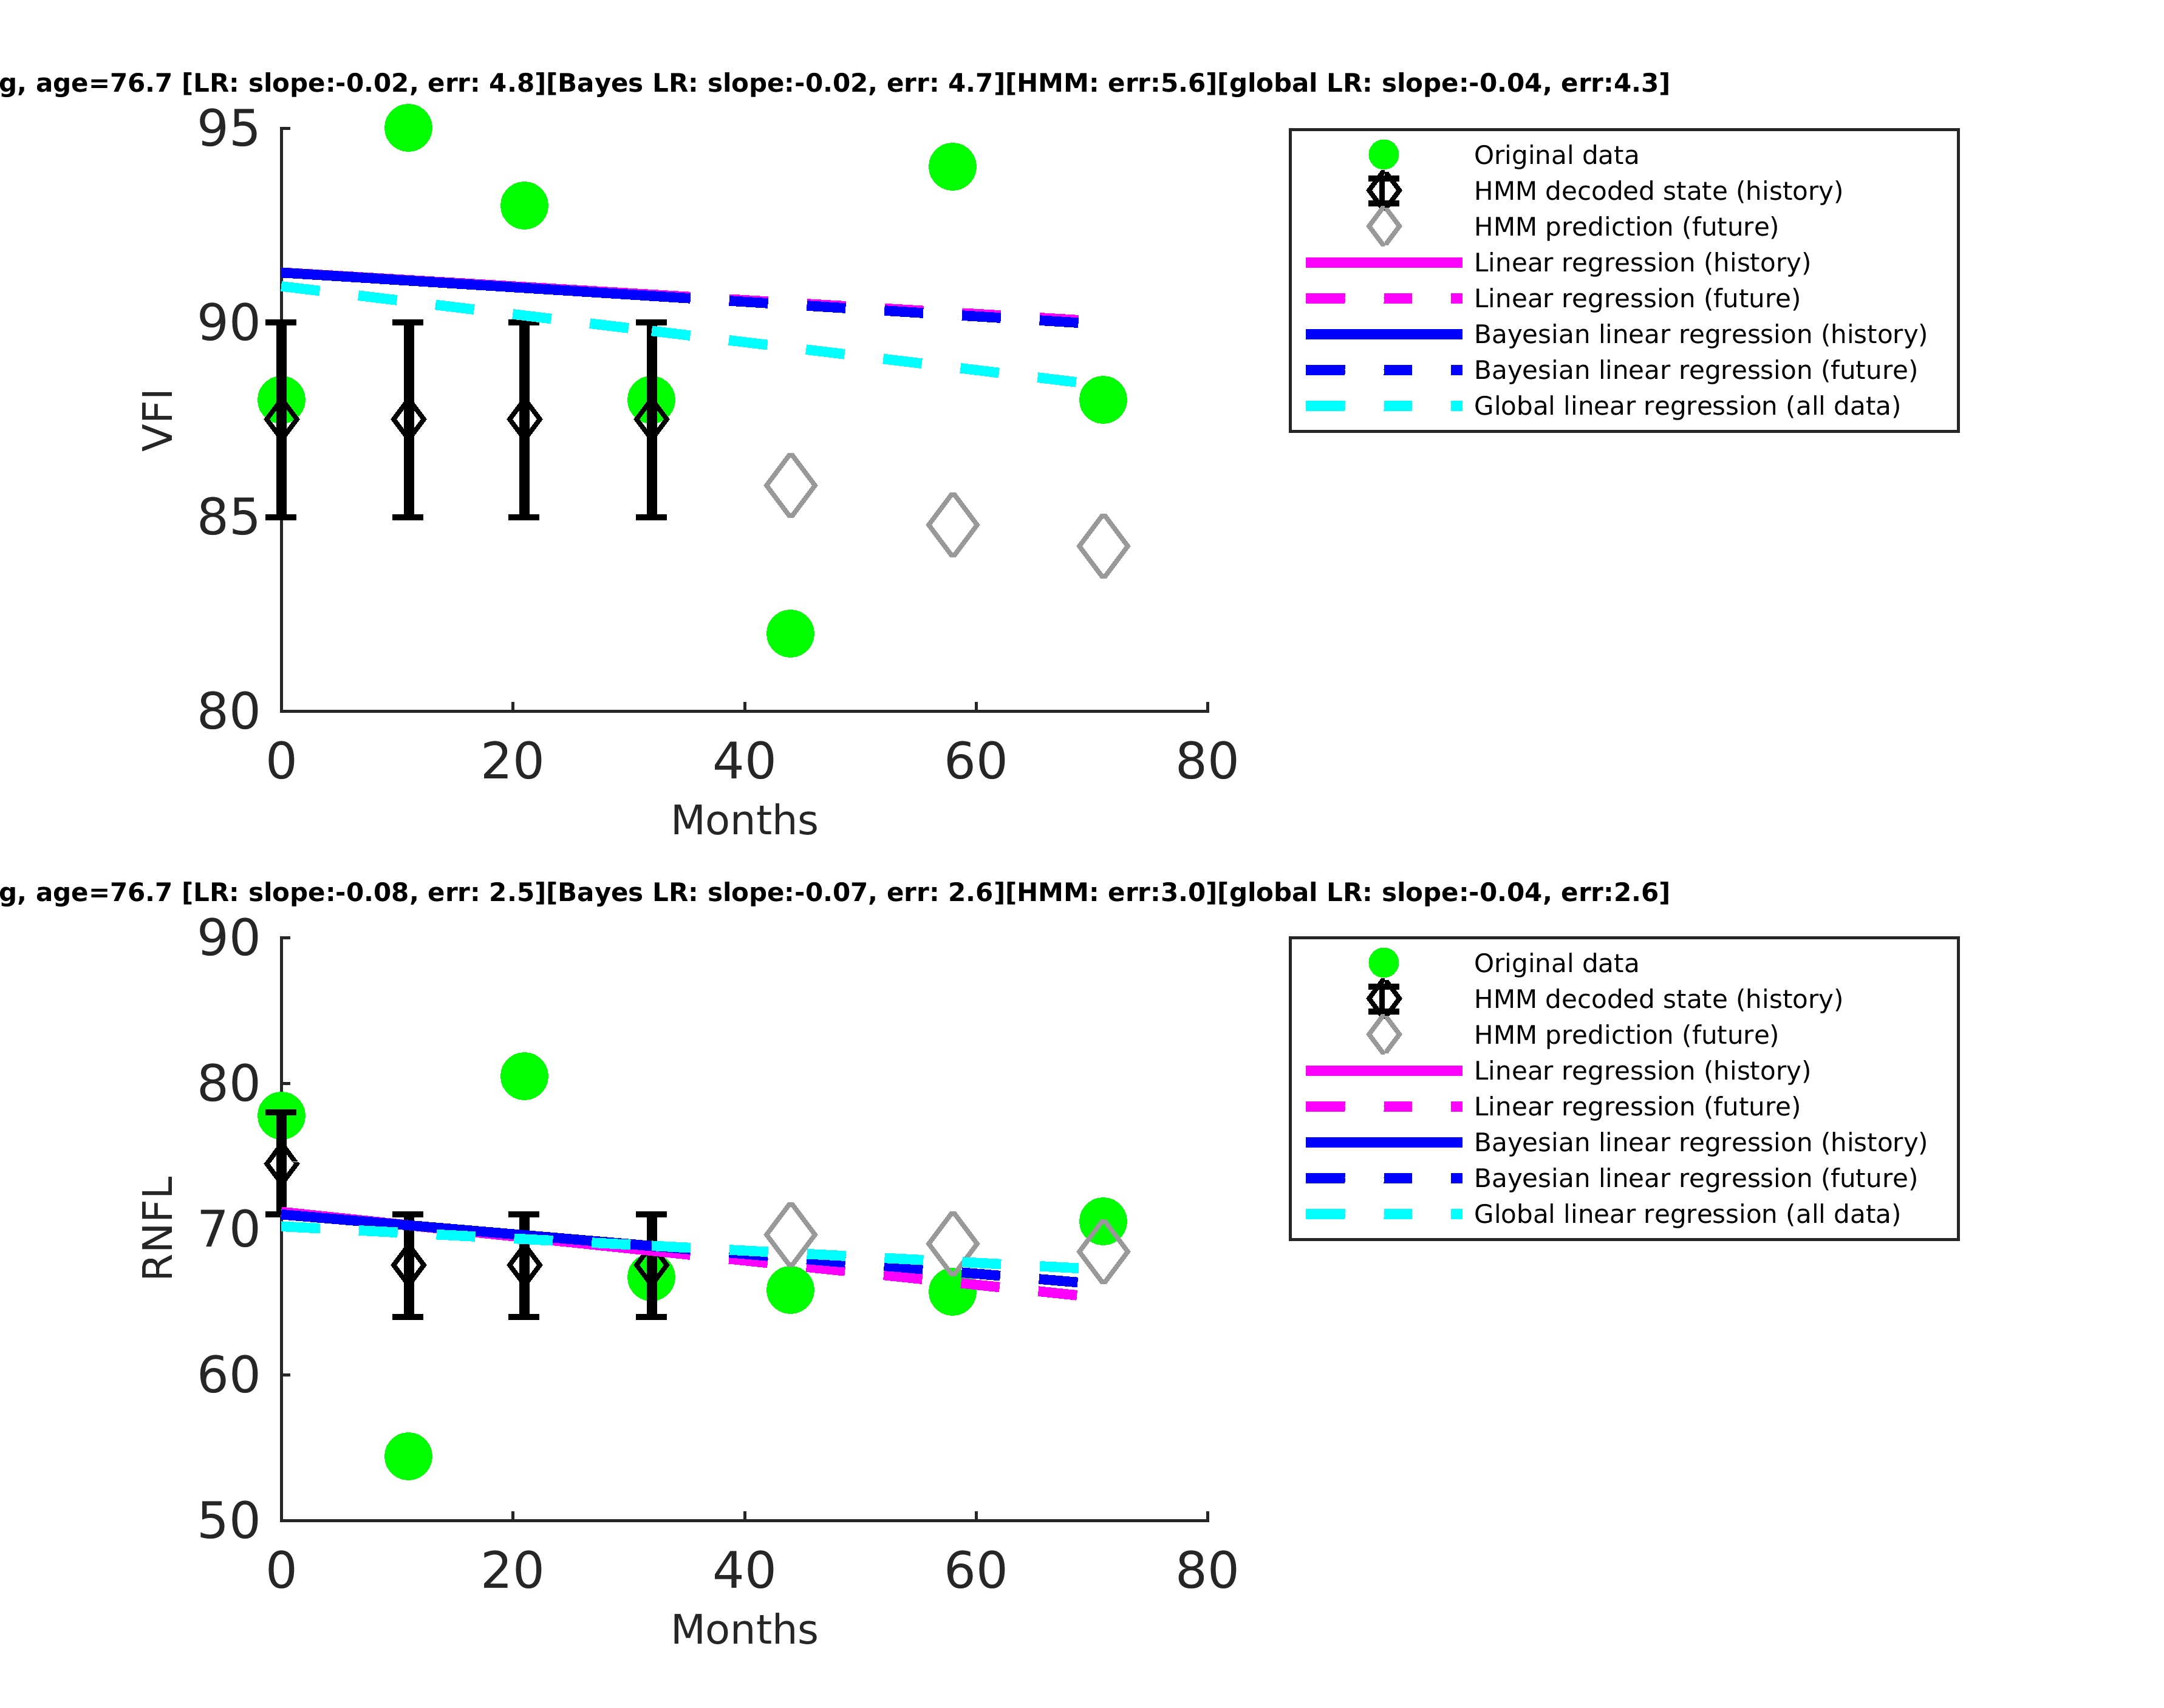 g, age=76.7 [LR: slope:-0.02, err: 4.8][Bayes LR: slope:-0.02, err: 4.7][HMM: err:5.6][global LR: slope:-0.04, err:4.3]
95
90
85
80
VFI
0 20 40 60 80
Months
Original data
HMM decoded state (history)
HMM prediction (future)
Linear regression (history)
Linear regression (future)
Bayesian linear regression (history)
Bayesian linear regression (future)
Global linear regression (all data)
g, age=76.7 [LR: slope:-0.08, err: 2.5][Bayes LR: slope:-0.07, err: 2.6][HMM: err:3.0][global LR: slope:-0.04, err:2.6]
90
80
70
60
50
RNFL
0 20 40 60 80
Months
Original data
HMM decoded state (history)
HMM prediction (future)
Linear regression (history)
Linear regression (future)
Bayesian linear regression (history)
Bayesian linear regression (future)
Global linear regression (all data)